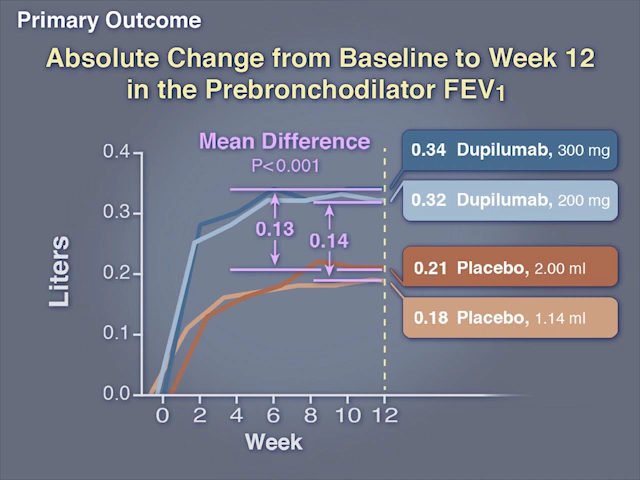 Primary Outcome
Absolute Change from Baseline to Week 12
in the Prebronchodilator FEV1
Mean Difference
P<0.001
0.34 Dupilumab, 300 mg
0.32 Dupilumab, 200 mg
0.21 Placebo, 2.00 ml
0.18 Placebo, 1.14 ml
0.13
0.14
Liters
0.4
0.3
0.2
0.1
0.0
0 2 4 6 8 10 12
Week